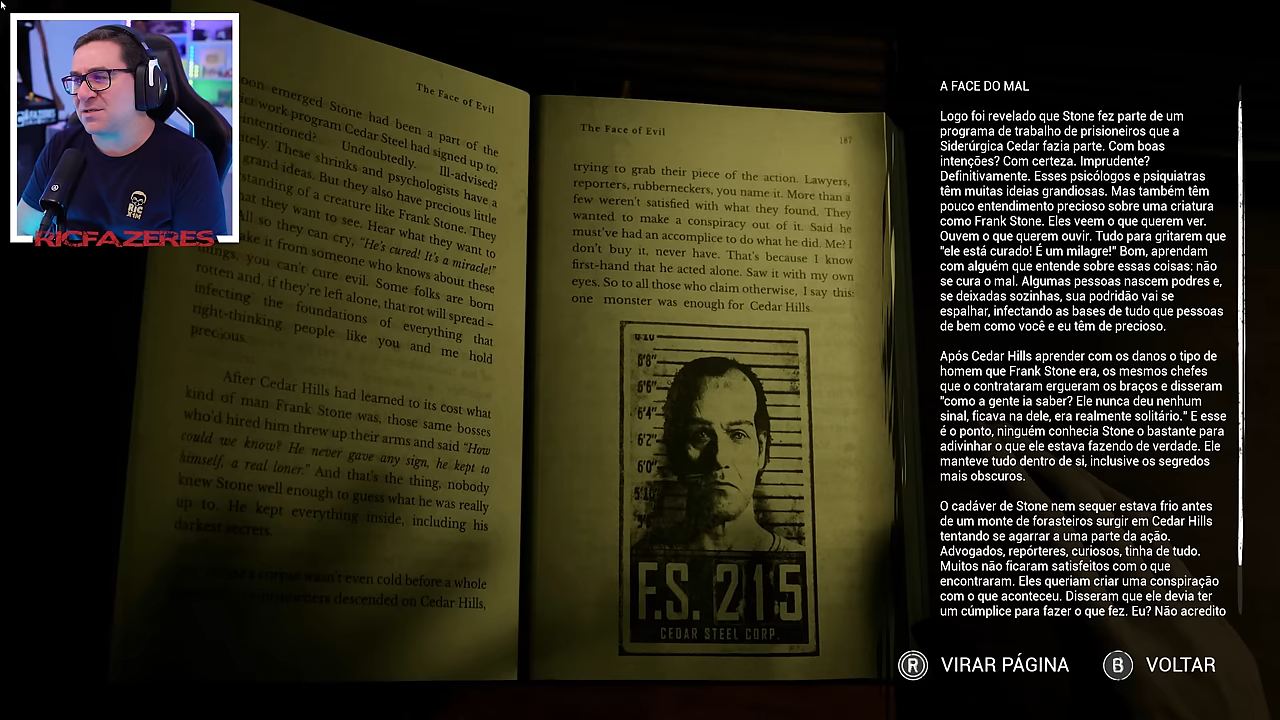 RIC
RICFAZERES
The Face of Evil
emerged Stone had been a part of the
work program Cedar Steel had signed up to.
intentioned? Undoubtedly. Ill-advised?
These shrinks and psychologists have a
grand ideas. But they also have precious little
standing of a creature like Frank Stone. They
what they want to see. Hear what they want to
All so they can cry, "He's cured! It's a miracle!"
take it from someone who knows about these
things, you can't cure evil. Some folks are born
rotten and, if they're left alone, that rot will spread –
infecting the foundations of everything that
right-thinking people like you and me hold
precious.
After Cedar Hills had learned to its cost what
kind of man Frank Stone was, those same bosses
who'd hired him threw up their arms and said "How
could we know? He never gave any sign, he kept to
himself, a real loner." And that's the thing, nobody
knew Stone well enough to guess what he was really
up to. He kept everything inside, including his
darkest secrets.
wasn't even cold before a whole
descended on Cedar Hills,
The Face of Evil
187
trying to grab their piece of the action. Lawyers,
reporters, rubberneckers, you name it. More than a
few weren't satisfied with what they found. They
wanted to make a conspiracy out of it. Said he
must've had an accomplice to do what he did. Me? I
don't buy it, never have. That's because I know
first-hand that he acted alone. Saw it with my own
eyes. So to all those who claim otherwise, I say this:
one monster was enough for Cedar Hills.
6'10"
6'8"
6'6"
6'4"
6'2"
6'0"
5'10"
F.S. 215
CEDAR STEEL CORP.
A FACE DO MAL
Logo foi revelado que Stone fez parte de um
programa de trabalho de prisioneiros que a
Siderúrgica Cedar fazia parte. Com boas
intenções? Com certeza. Imprudente?
Definitivamente. Esses psicólogos e psiquiatras
têm muitas ideias grandiosas. Mas também têm
pouco entendimento precioso sobre uma criatura
como Frank Stone. Eles veem o que querem ver.
Ouvem o que querem ouvir. Tudo para gritarem que
"ele está curado! É um milagre!" Bom, aprendam
com alguém que entende sobre essas coisas: não
se cura o mal. Algumas pessoas nascem podres e,
se deixadas sozinhas, sua podridão vai se
espalhar, infectando as bases de tudo que pessoas
de bem como você e eu têm de precioso.
Após Cedar Hills aprender com os danos o tipo de
homem que Frank Stone era, os mesmos chefes
que o contrataram ergueram os braços e disseram
"como a gente ia saber? Ele nunca deu nenhum
sinal, ficava na dele, era realmente solitário." E esse
é o ponto, ninguém conhecia Stone o bastante para
adivinhar o que ele estava fazendo de verdade. Ele
manteve tudo dentro de si, inclusive os segredos
mais obscuros.
O cadáver de Stone nem sequer estava frio antes
de um monte de forasteiros surgir em Cedar Hills
tentando se agarrar a uma parte da ação.
Advogados, repórteres, curiosos, tinha de tudo.
Muitos não ficaram satisfeitos com o que
encontraram. Eles queriam criar uma conspiração
com o que aconteceu. Disseram que ele devia ter
um cúmplice para fazer o que fez. Eu? Não acredito
R VIRAR PÁGINA
B VOLTAR